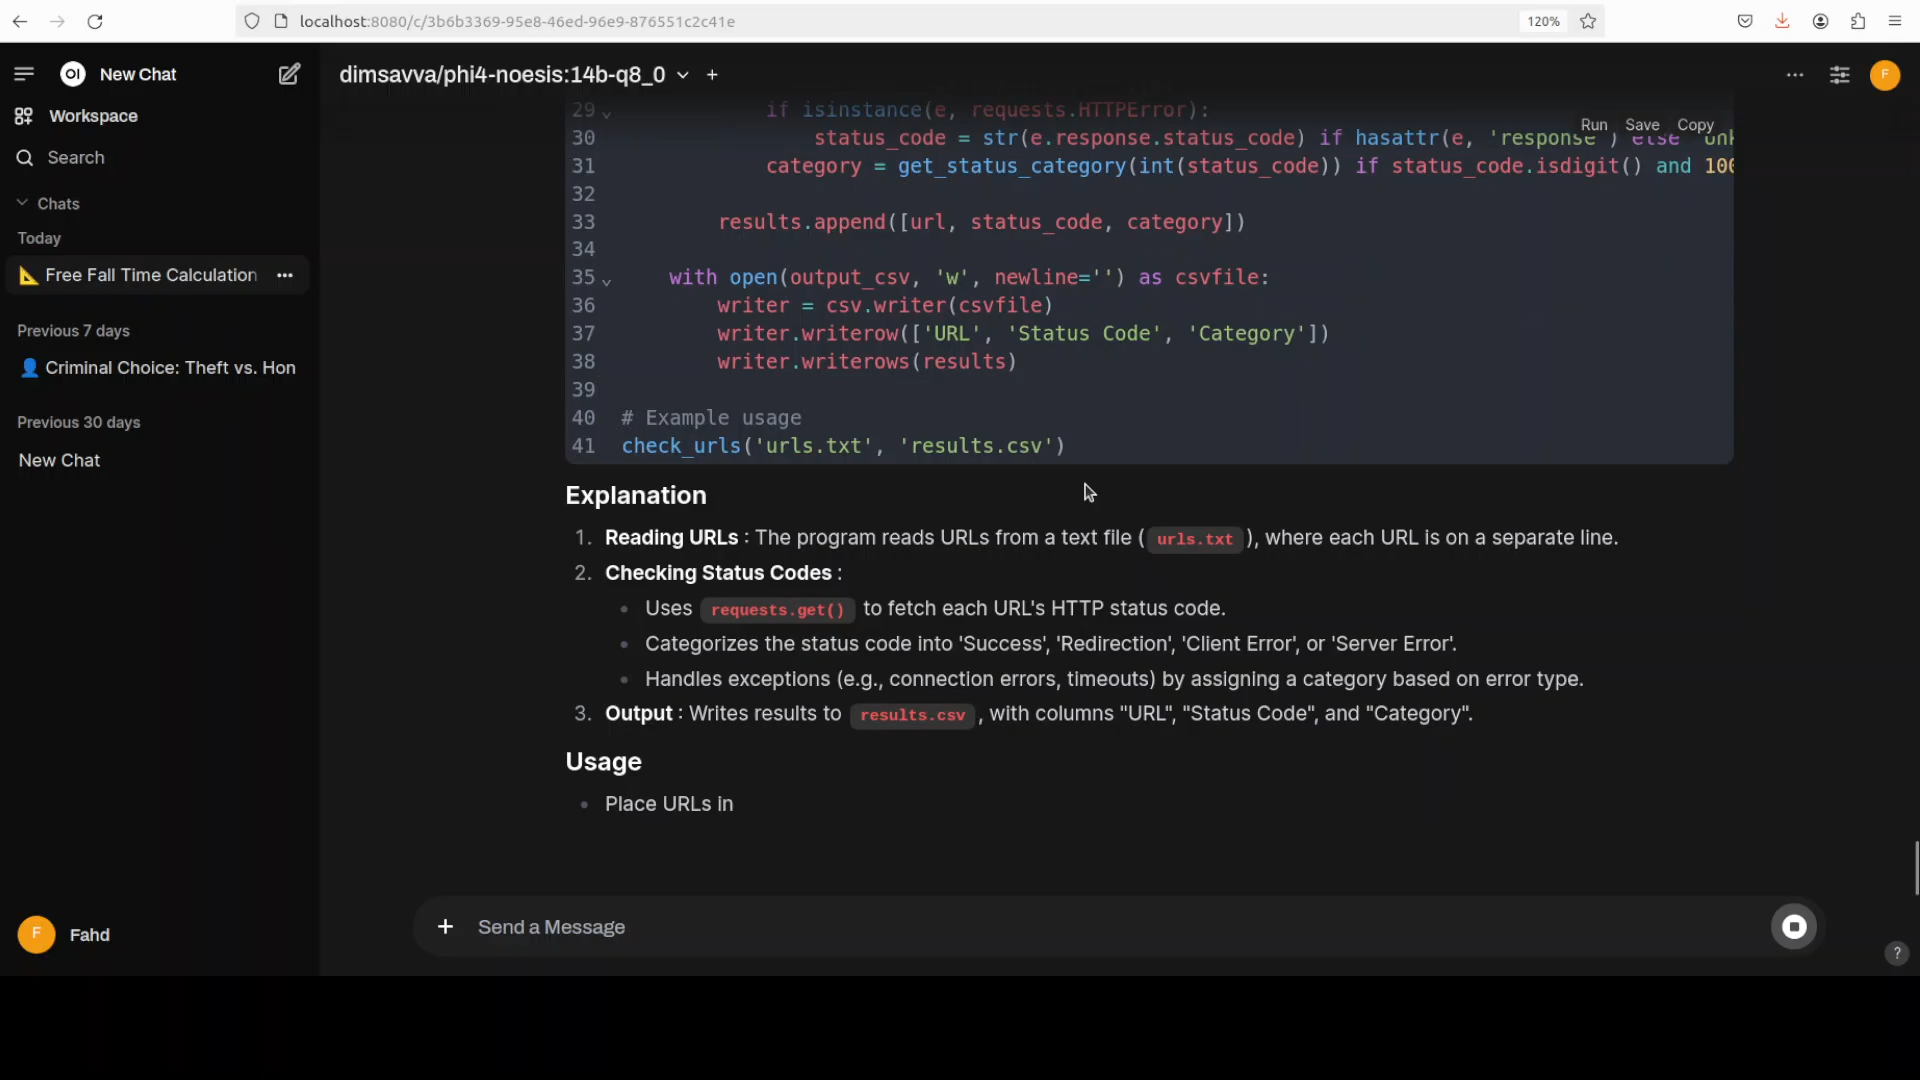 localhost:8080/c/3b6b3369-95e8-46ed-96e9-876551c2c41e
120%
OI New Chat
Workspace
Search
Chats
Today
Free Fall Time Calculation
Previous 7 days
Criminal Choice: Theft vs. Hon
Previous 30 days
New Chat
F Fahd
dimsavva/phi4-noesis:14b-q8_0
F
Run Save Copy
29 if isinstance(e, requests.HTTPError):
30 status_code = str(e.response.status_code) if hasattr(e, 'response') else 'Unk
31 category = get_status_category(int(status_code)) if status_code.isdigit() and 100
32
33 results.append([url, status_code, category])
34
35 with open(output_csv, 'w', newline='') as csvfile:
36 writer = csv.writer(csvfile)
37 writer.writerow(['URL', 'Status Code', 'Category'])
38 writer.writerows(results)
39
40 # Example usage
41 check_urls('urls.txt', 'results.csv')
Explanation
1. Reading URLs : The program reads URLs from a text file ( urls.txt ), where each URL is on a separate line.
2. Checking Status Codes :
• Uses requests.get() to fetch each URL's HTTP status code.
• Categorizes the status code into 'Success', 'Redirection', 'Client Error', or 'Server Error'.
• Handles exceptions (e.g., connection errors, timeouts) by assigning a category based on error type.
3. Output : Writes results to results.csv , with columns "URL", "Status Code", and "Category".
Usage
• Place URLs in
Send a Message
?